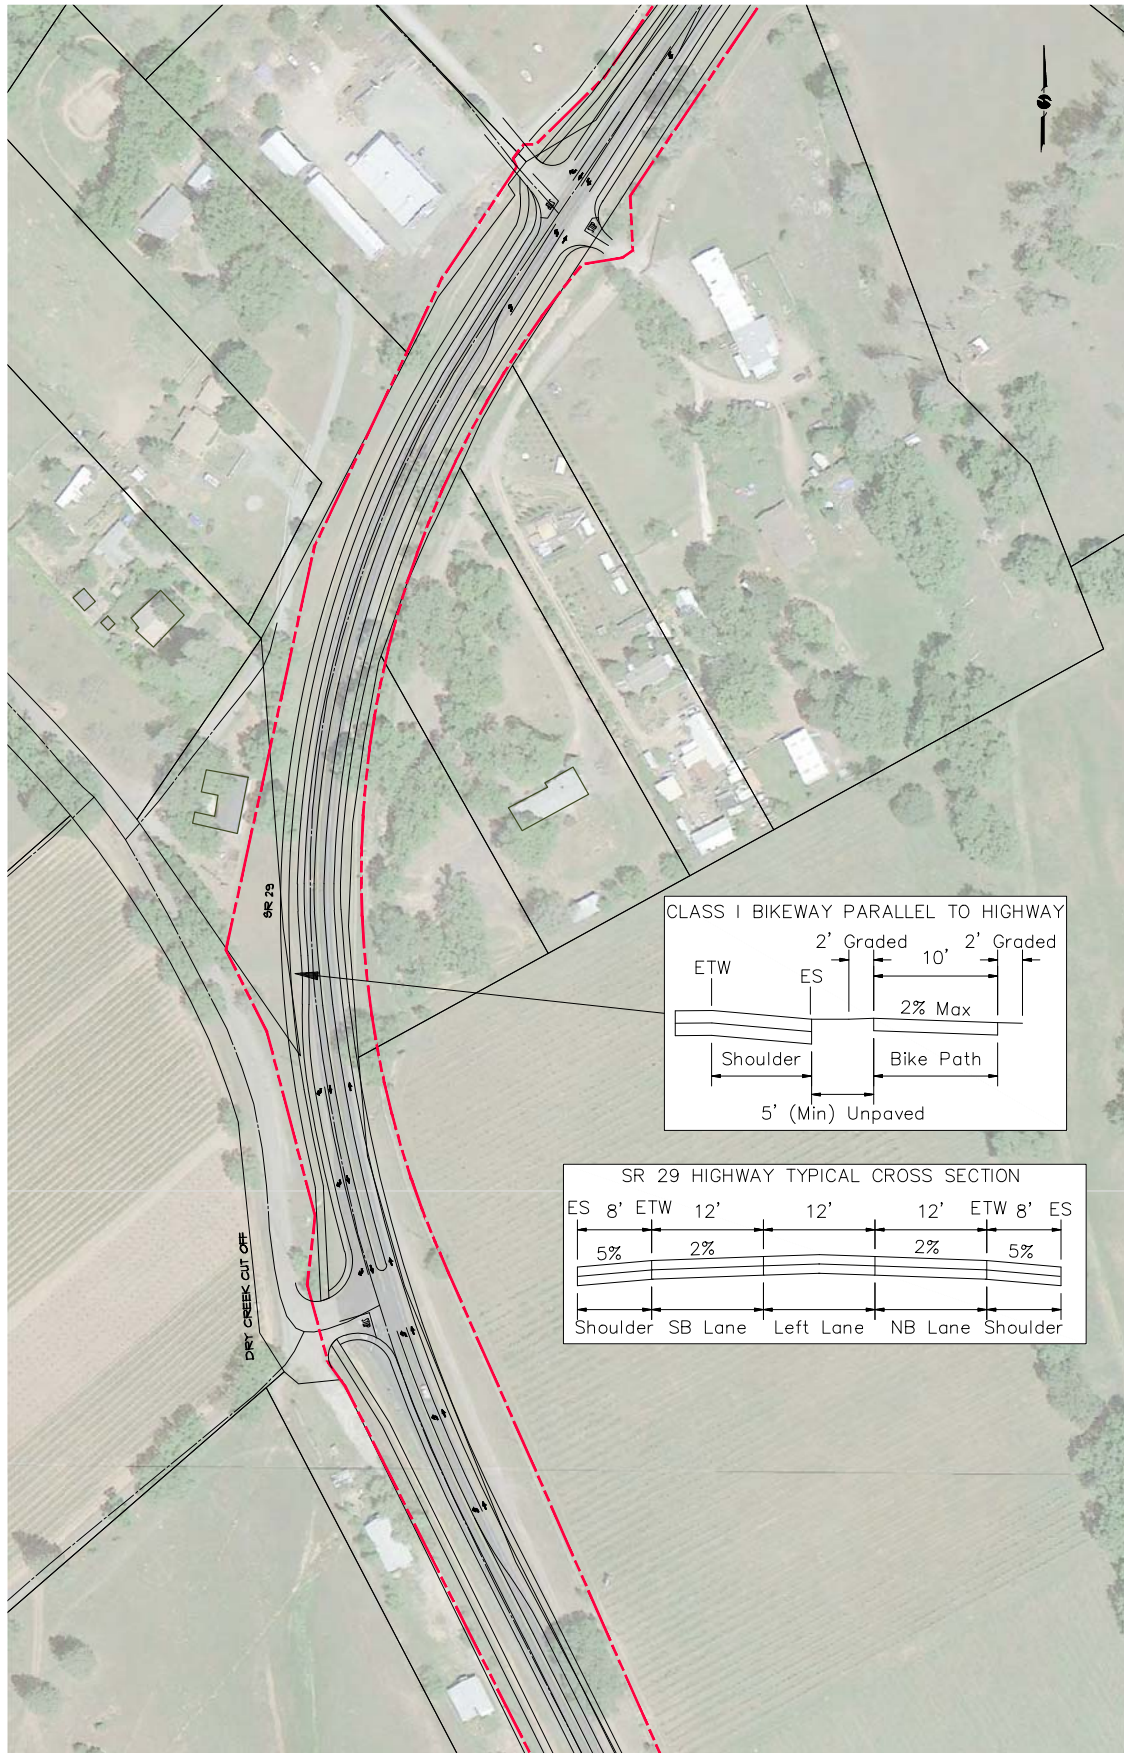 SR 29
CLASS I BIKEWAY PARALLEL TO HIGHWAY
2' Graded 2' Graded
10'
ETW
ES
2% Max
Shoulder Bike Path
5' (Min) Unpaved
SR 29 HIGHWAY TYPICAL CROSS SECTION
ES 8' ETW 12' 12' 12' ETW 8' ES
5% 2% 2% 5%
Shoulder SB Lane Left Lane NB Lane Shoulder
DRY CREEK CUT OFF